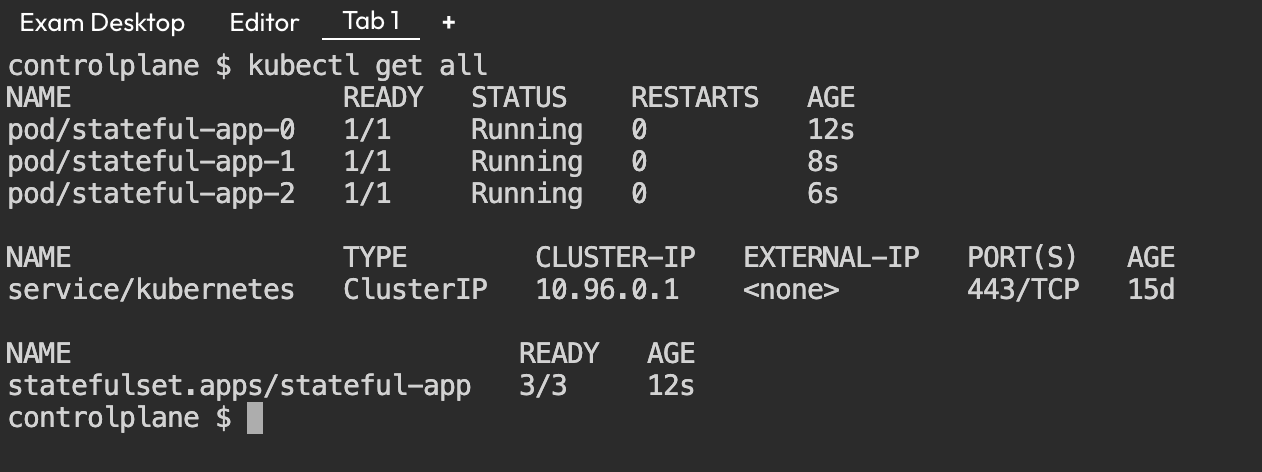 Exam Desktop Editor Tab 1 +
controlplane $ kubectl get all
NAME                 READY   STATUS    RESTARTS   AGE
pod/stateful-app-0   1/1     Running   0          12s
pod/stateful-app-1   1/1     Running   0          8s
pod/stateful-app-2   1/1     Running   0          6s
NAME                 TYPE        CLUSTER-IP   EXTERNAL-IP   PORT(S)   AGE
service/kubernetes   ClusterIP   10.96.0.1    <none>        443/TCP   15d
NAME                            READY   AGE
statefulset.apps/stateful-app   3/3     12s
controlplane $